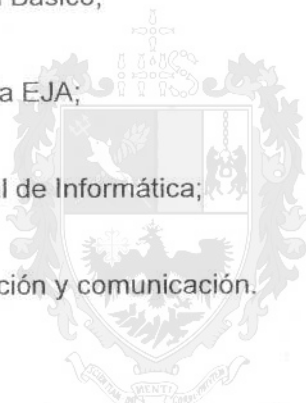 Básico;
a EJA;
l de Informática;
ción y comunicación.